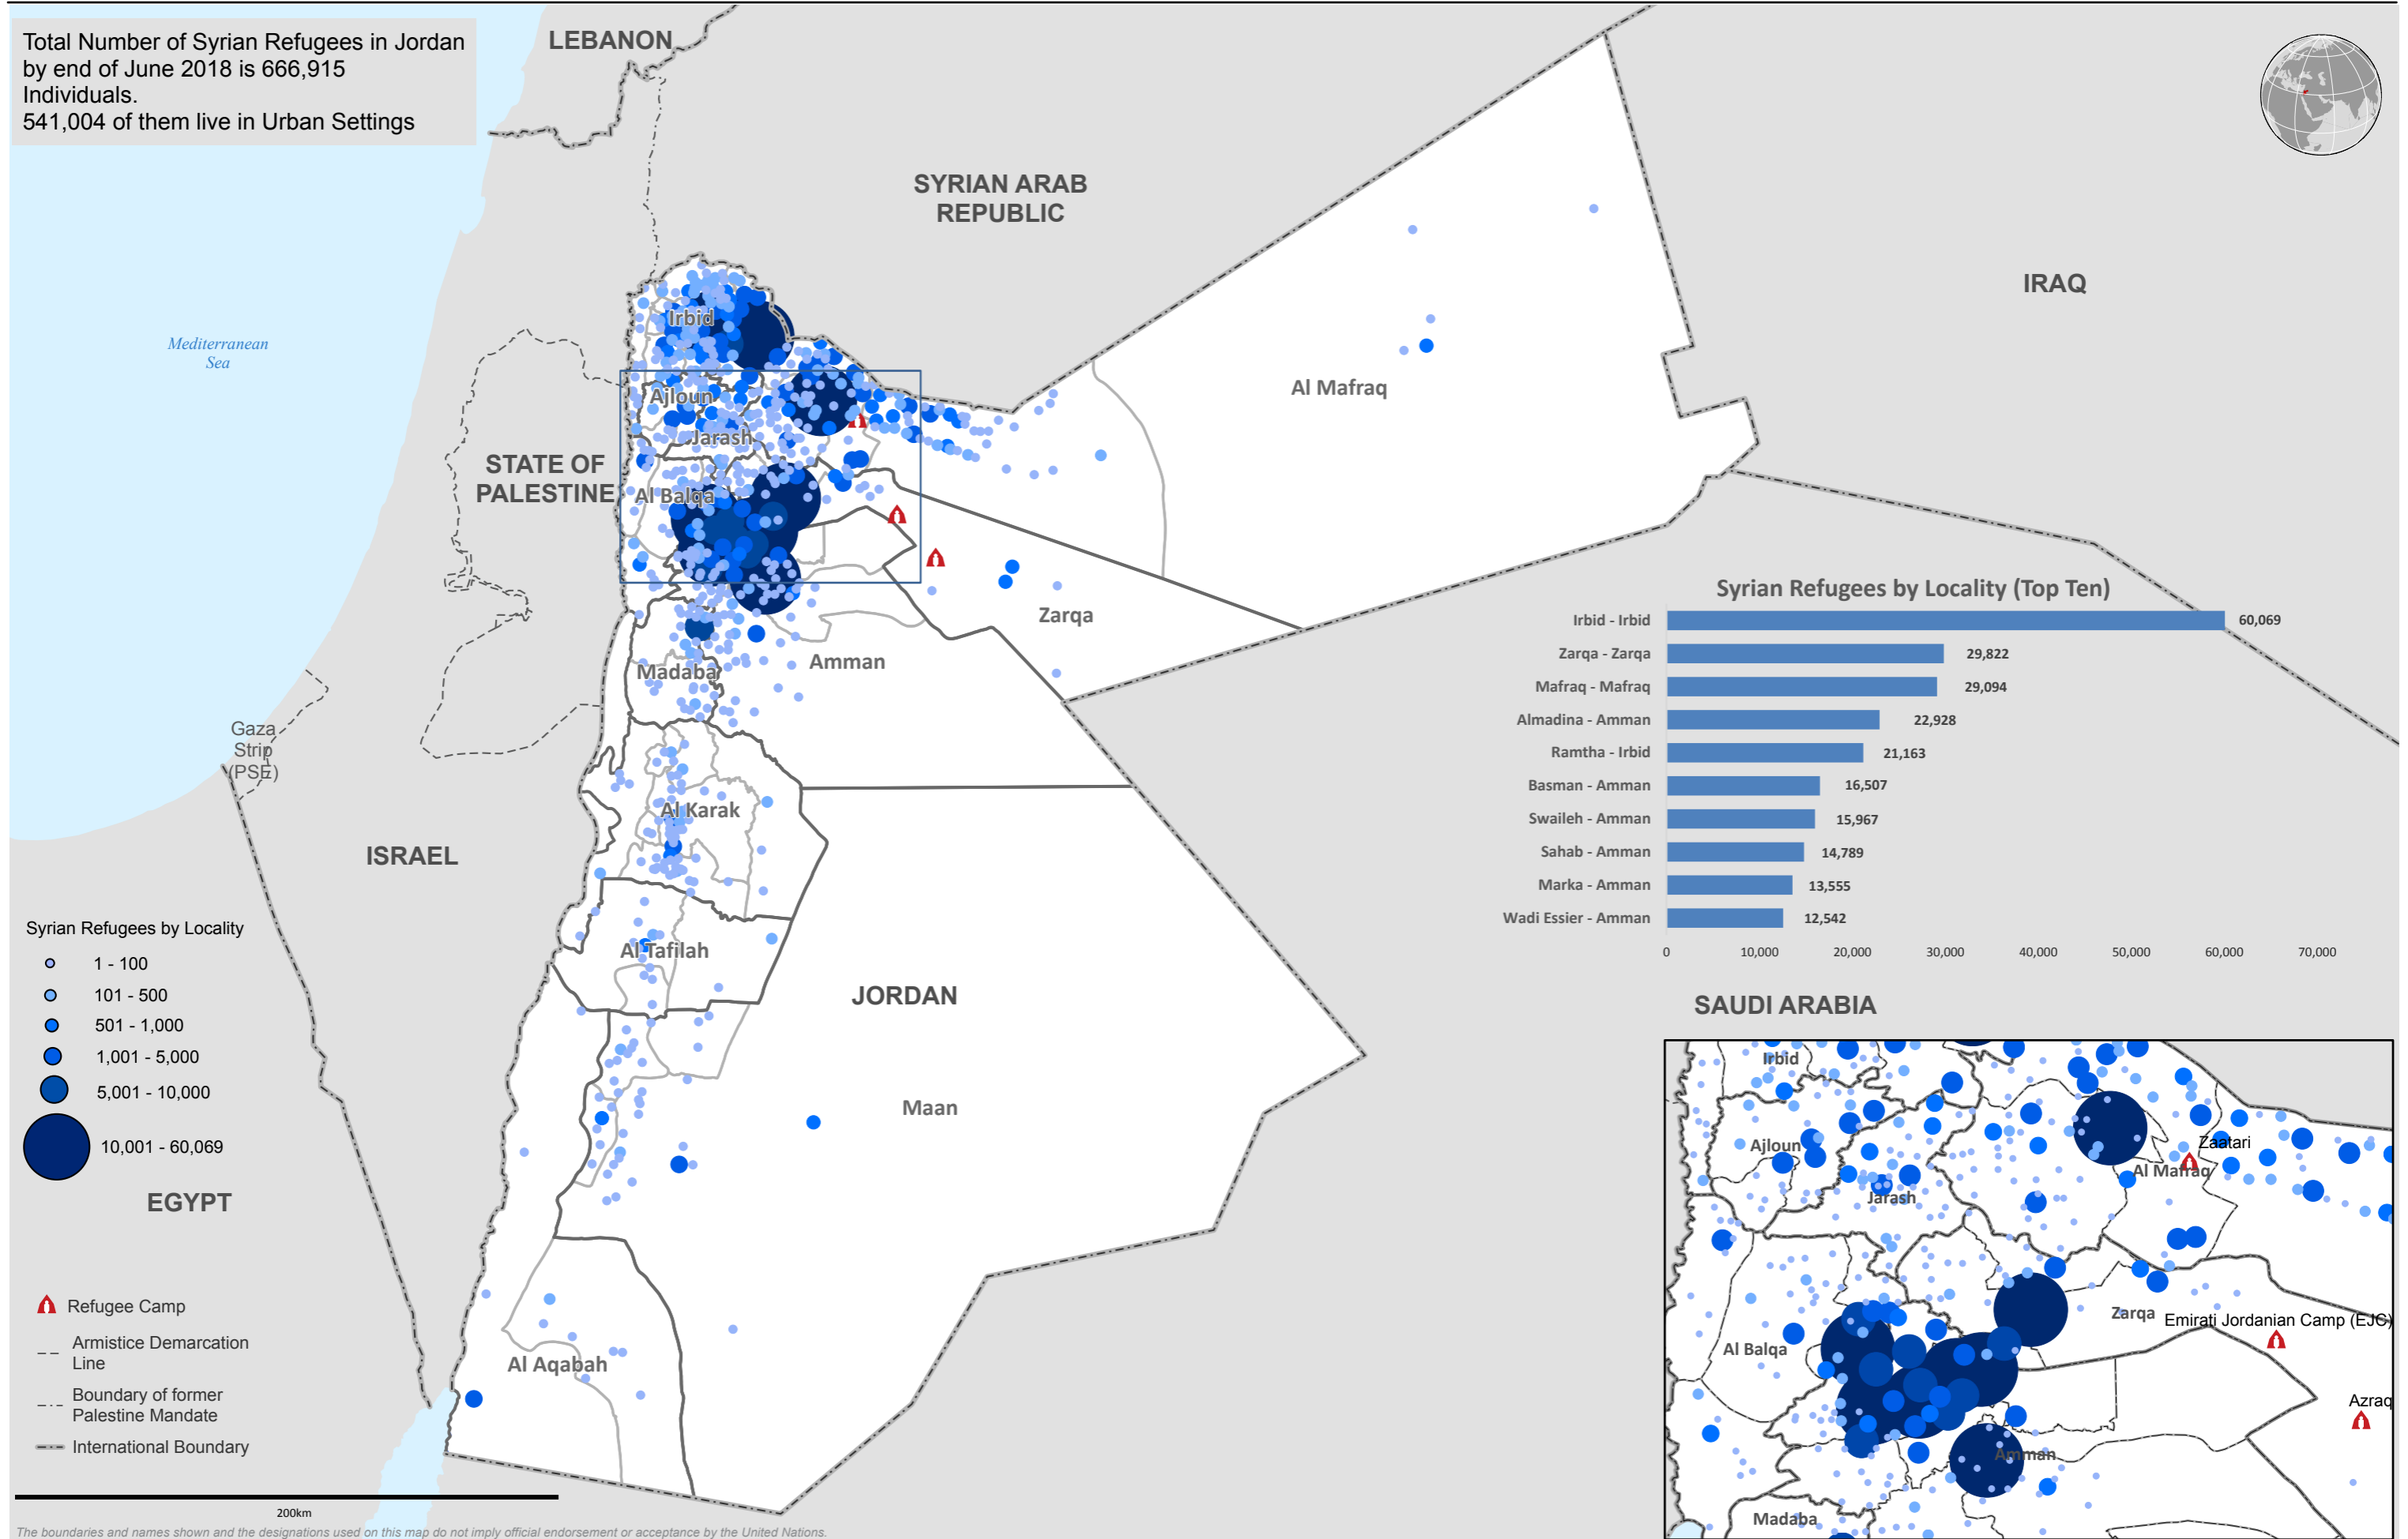 Total Number of Syrian Refugees in Jordan
by end of June 2018 is 666,915
Individuals.
541,004 of them live in Urban Settings
LEBANON
SYRIAN ARAB
REPUBLIC
IRAQ
Mediterranean
Sea
Irbid
Ajloun
Jarash
Al Mafraq
STATE OF
PALESTINE
Al Balqa
Zarqa
Amman
Madaba
Gaza
Strip
(PSE)
Al Karak
ISRAEL
Al Tafilah
JORDAN
Maan
Al Aqabah
EGYPT
SAUDI ARABIA
Syrian Refugees by Locality (Top Ten)
Irbid - Irbid 60,069
Zarqa - Zarqa 29,822
Mafraq - Mafraq 29,094
Almadina - Amman 22,928
Ramtha - Irbid 21,163
Basman - Amman 16,507
Swaileh - Amman 15,967
Sahab - Amman 14,789
Marka - Amman 13,555
Wadi Essier - Amman 12,542
0 10,000 20,000 30,000 40,000 50,000 60,000 70,000
Syrian Refugees by Locality
1 - 100
101 - 500
501 - 1,000
1,001 - 5,000
5,001 - 10,000
10,001 - 60,069
Refugee Camp
Armistice Demarcation
Line
Boundary of former
Palestine Mandate
International Boundary
200km
Irbid
Ajloun
Jarash
Zaatari
Al Mafraq
Zarqa
Emirati Jordanian Camp (EJC)
Al Balqa
Azraq
Amman
Madaba
The boundaries and names shown and the designations used on this map do not imply official endorsement or acceptance by the United Nations.